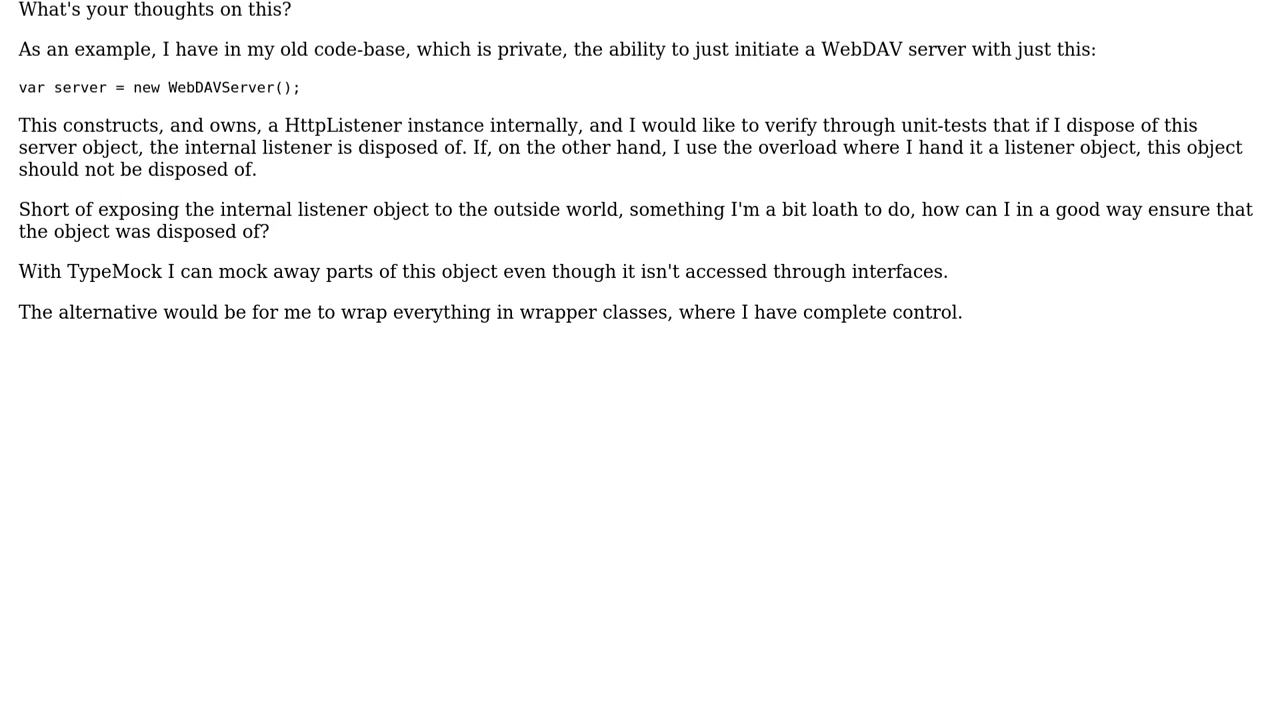 What's your thoughts on this?
As an example, I have in my old code-base, which is private, the ability to just initiate a WebDAV server with just this:
var server = new WebDAVServer();
This constructs, and owns, a HttpListener instance internally, and I would like to verify through unit-tests that if I dispose of this
server object, the internal listener is disposed of. If, on the other hand, I use the overload where I hand it a listener object, this object
should not be disposed of.
Short of exposing the internal listener object to the outside world, something I'm a bit loath to do, how can I in a good way ensure that
the object was disposed of?
With TypeMock I can mock away parts of this object even though it isn't accessed through interfaces.
The alternative would be for me to wrap everything in wrapper classes, where I have complete control.